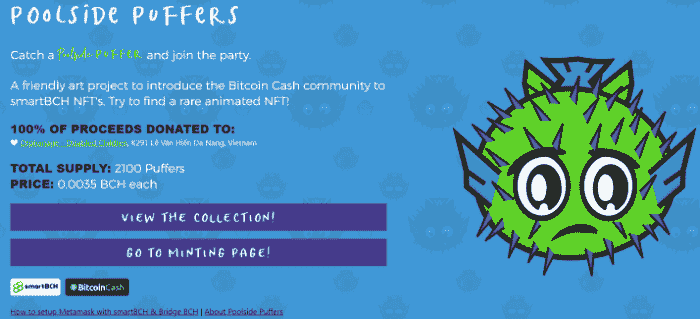 POOLSIDE PUFFERS
Catch a Poolside PUFFER and join the party.
A friendly art project to introduce the Bitcoin Cash community to
smartBCH NFT's. Try to find a rare animated NFT!
100% OF PROCEEDS DONATED TO:
8291 Lê Văn Hiến Da Nang, Vietnam
TOTAL SUPPLY: 2100 Puffers
PRICE: 0.0035 BCH each
VIEW THE COLLECTION!
GO TO MINTING PAGE!
smartBCH BitcoinCash
How to setup Metamask with smartBCH & Bridge BCH | About Poolside Puffers